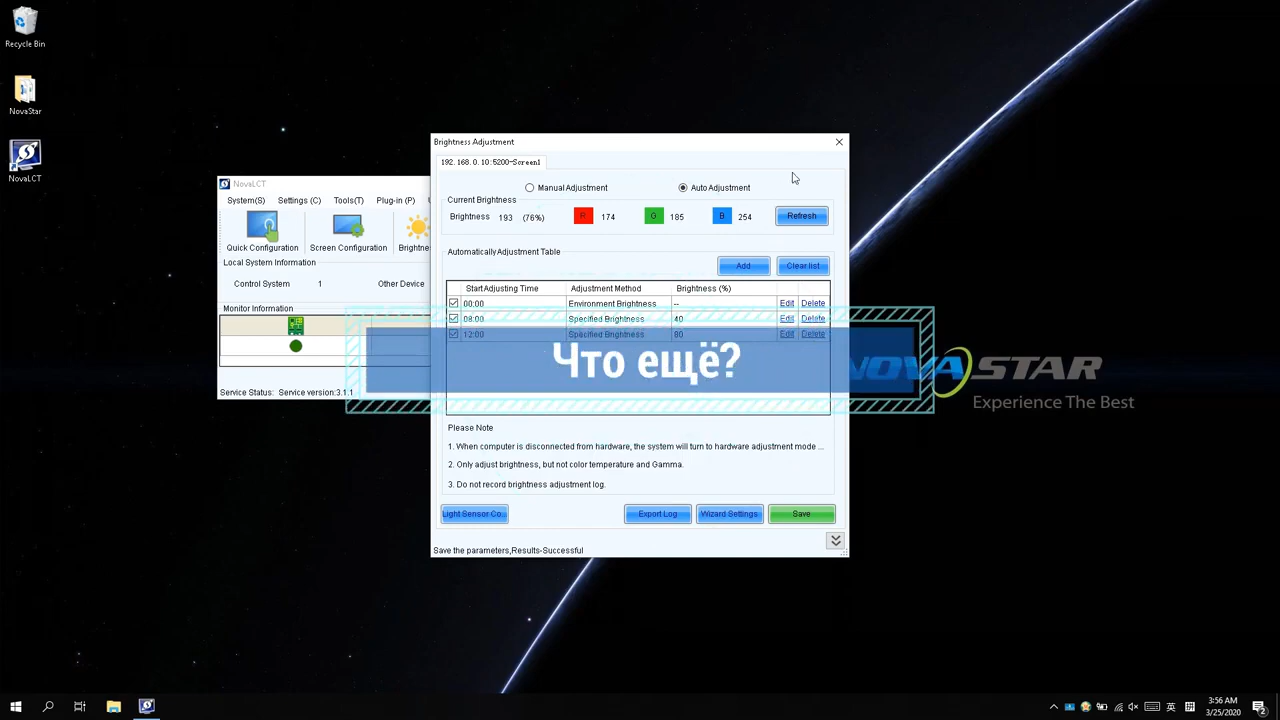 Recycle Bin
NovaStar
NovaLCT
NovaLCT
System(S) Settings (C) Tools(T) Plug-in (P)
Quick Configuration Screen Configuration Brightne
Local System Information
Control System 1 Other Device
Monitor Information
Service Status: Service version:3.1.1
Brightness Adjustment
192.168.0.10:5200-Screen1
Manual Adjustment Auto Adjustment
Current Brightness
Brightness 193 (76%) R 174 G 185 B 254 Refresh
Automatically Adjustment Table
Add Clear list
Start Adjusting Time Adjustment Method Brightness (%)
00:00 Environment Brightness -- Edit Delete
08:00 Specified Brightness 40 Edit Delete
12:00 Specified Brightness 80 Edit Delete
Что ещё?
NOVASTAR
Experience The Best
Please Note
1. When computer is disconnected from hardware, the system will turn to hardware adjustment mode ...
2. Only adjust brightness, but not color temperature and Gamma.
3. Do not record brightness adjustment log.
Light Sensor Co... Export Log Wizard Settings Save
Save the parameters,Results-Successful
英 拼
3:56 AM
3/25/2020
2